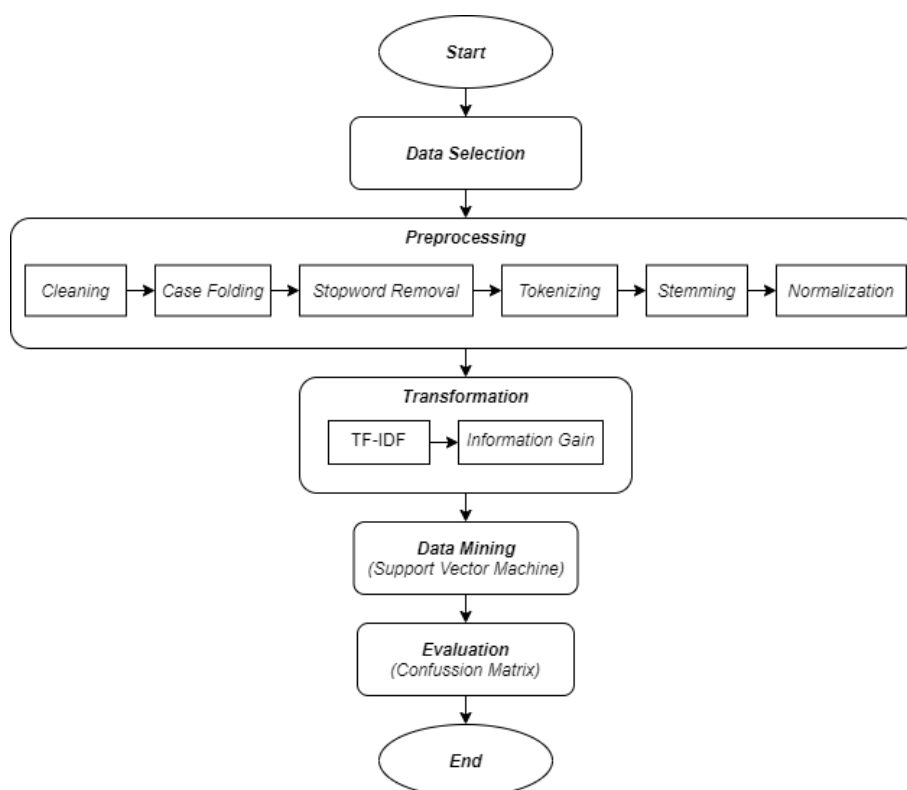 Start
Data Selection
Preprocessing
Cleaning
Case Folding
Stopword Removal
Tokenizing
Stemming
Normalization
Transformation
TF-IDF
Information Gain
Data Mining
(Support Vector Machine)
Evaluation
(Confussion Matrix)
End